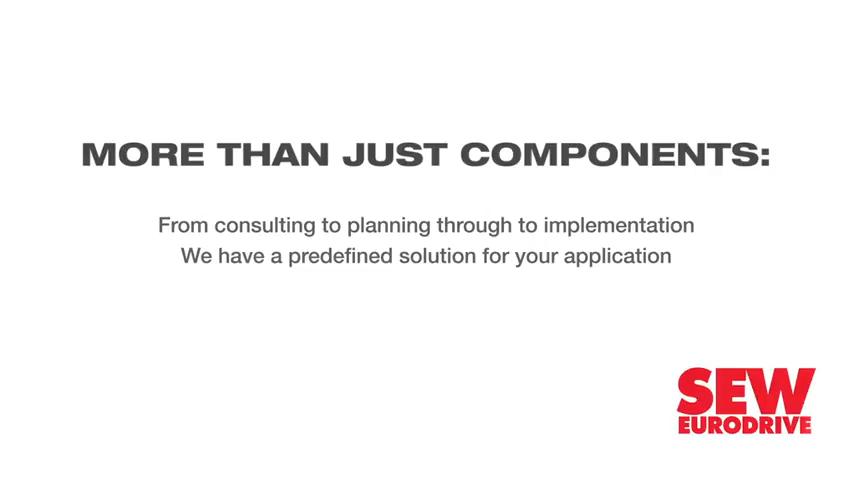 MORE THAN JUST COMPONENTS:
From consulting to planning through to implementation
We have a predefined solution for your application
SEW
EURODRIVE